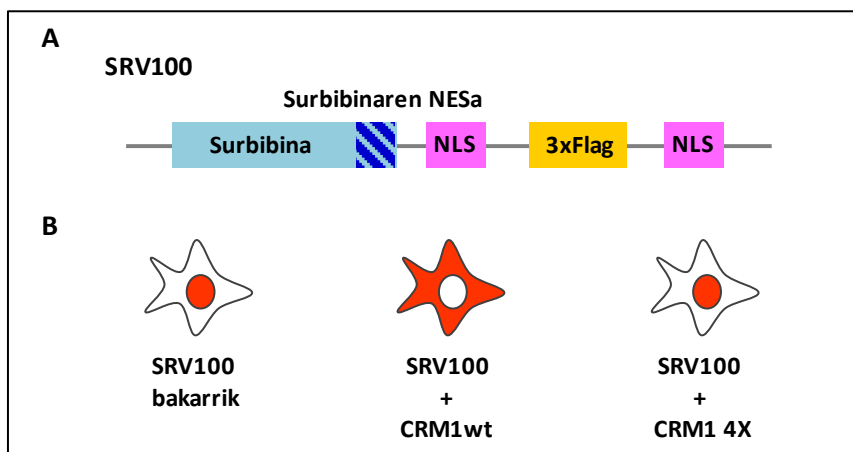 A
SRV100
Surbibinaren NESa
Surbibina NLS 3xFlag NLS
B
SRV100
bakarrik
SRV100
+
CRM1wt
SRV100
+
CRM1 4X